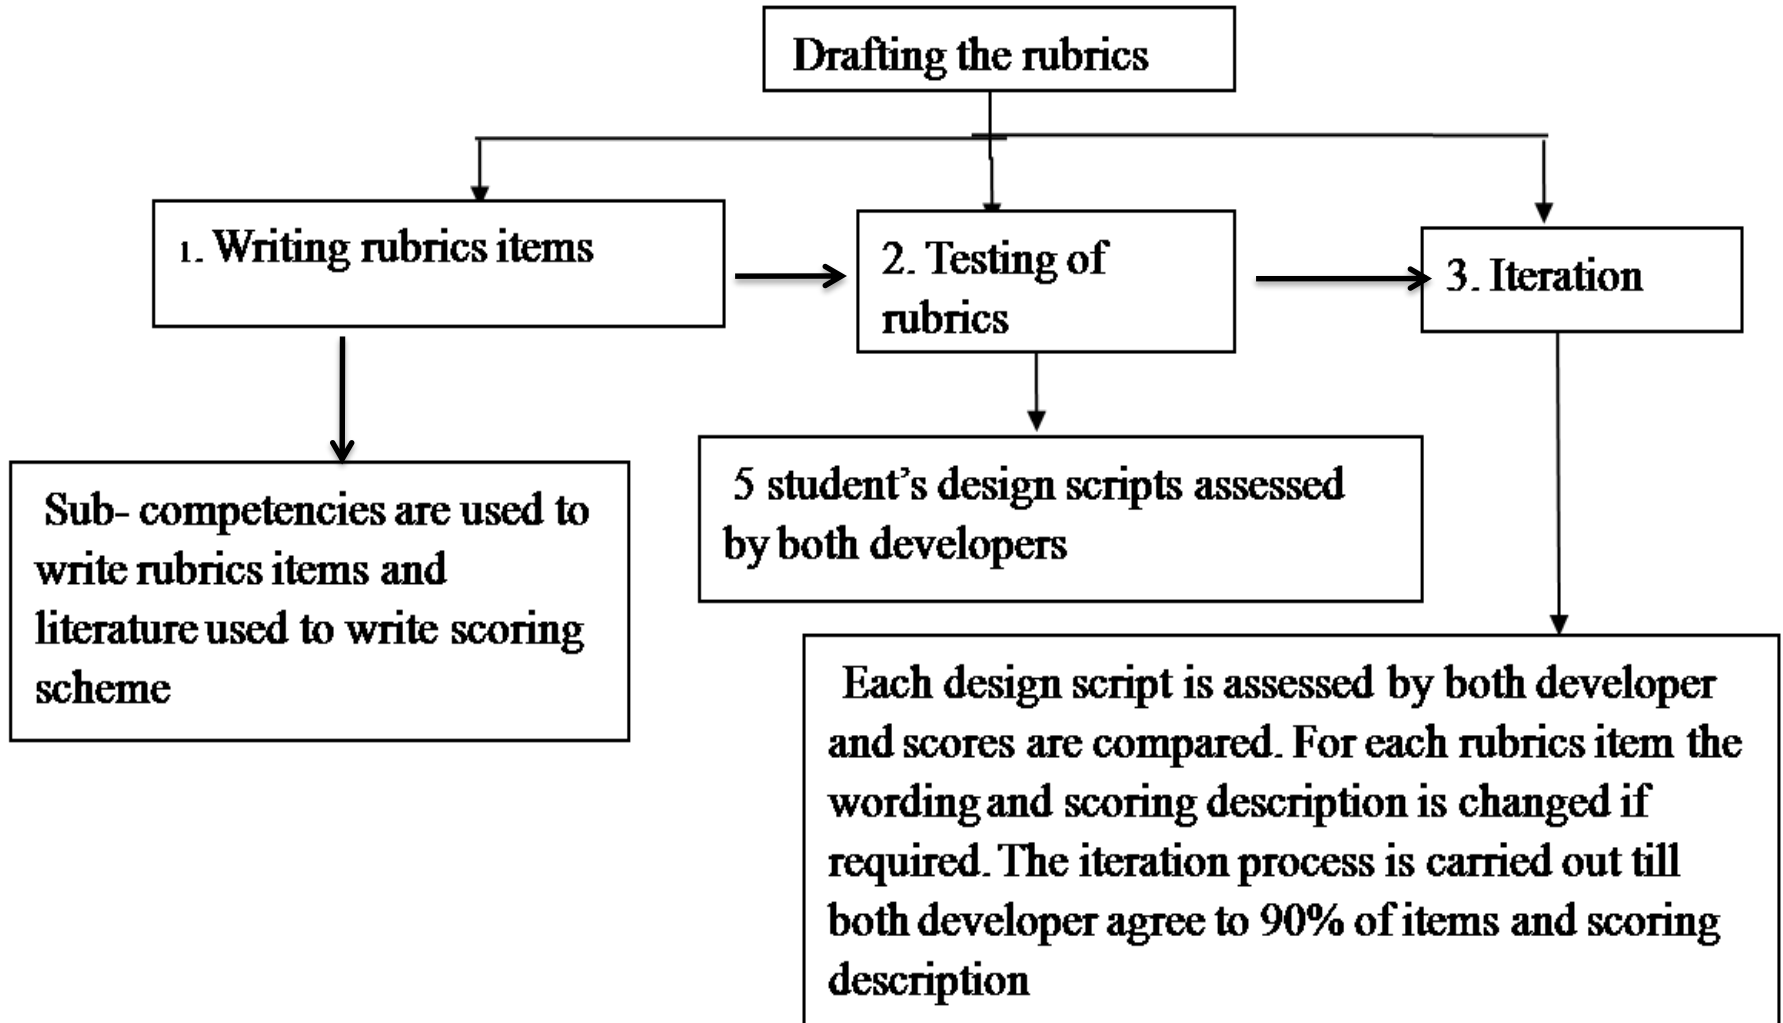 Drafting the rubrics
1. Writing rubrics items
2. Testing of
rubrics
3. Iteration
Sub- competencies are used to
write rubrics items and
literature used to write scoring
scheme
5 student’s design scripts assessed
by both developers
Each design script is assessed by both developer
and scores are compared. For each rubrics item the
wording and scoring description is changed if
required. The iteration process is carried out till
both developer agree to 90% of items and scoring
description